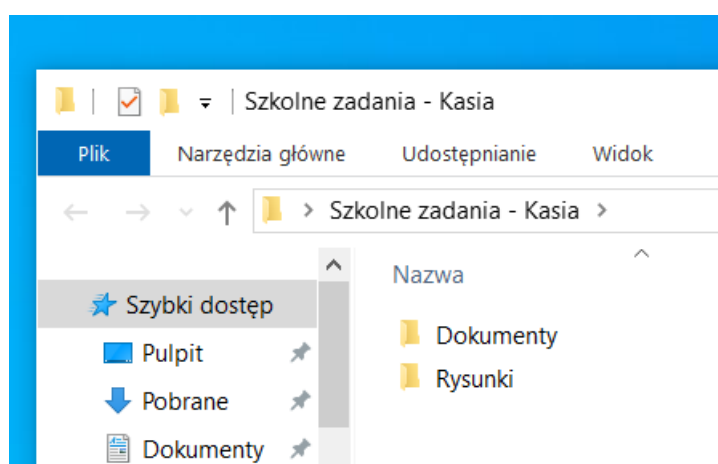 Szkolne zadania - Kasia
Plik Narzędzia główne Udostępnianie Widok
Szkolne zadania - Kasia
Nazwa
Szybki dostęp
Dokumenty
Pulpit
Rysunki
Pobrane
Dokumenty